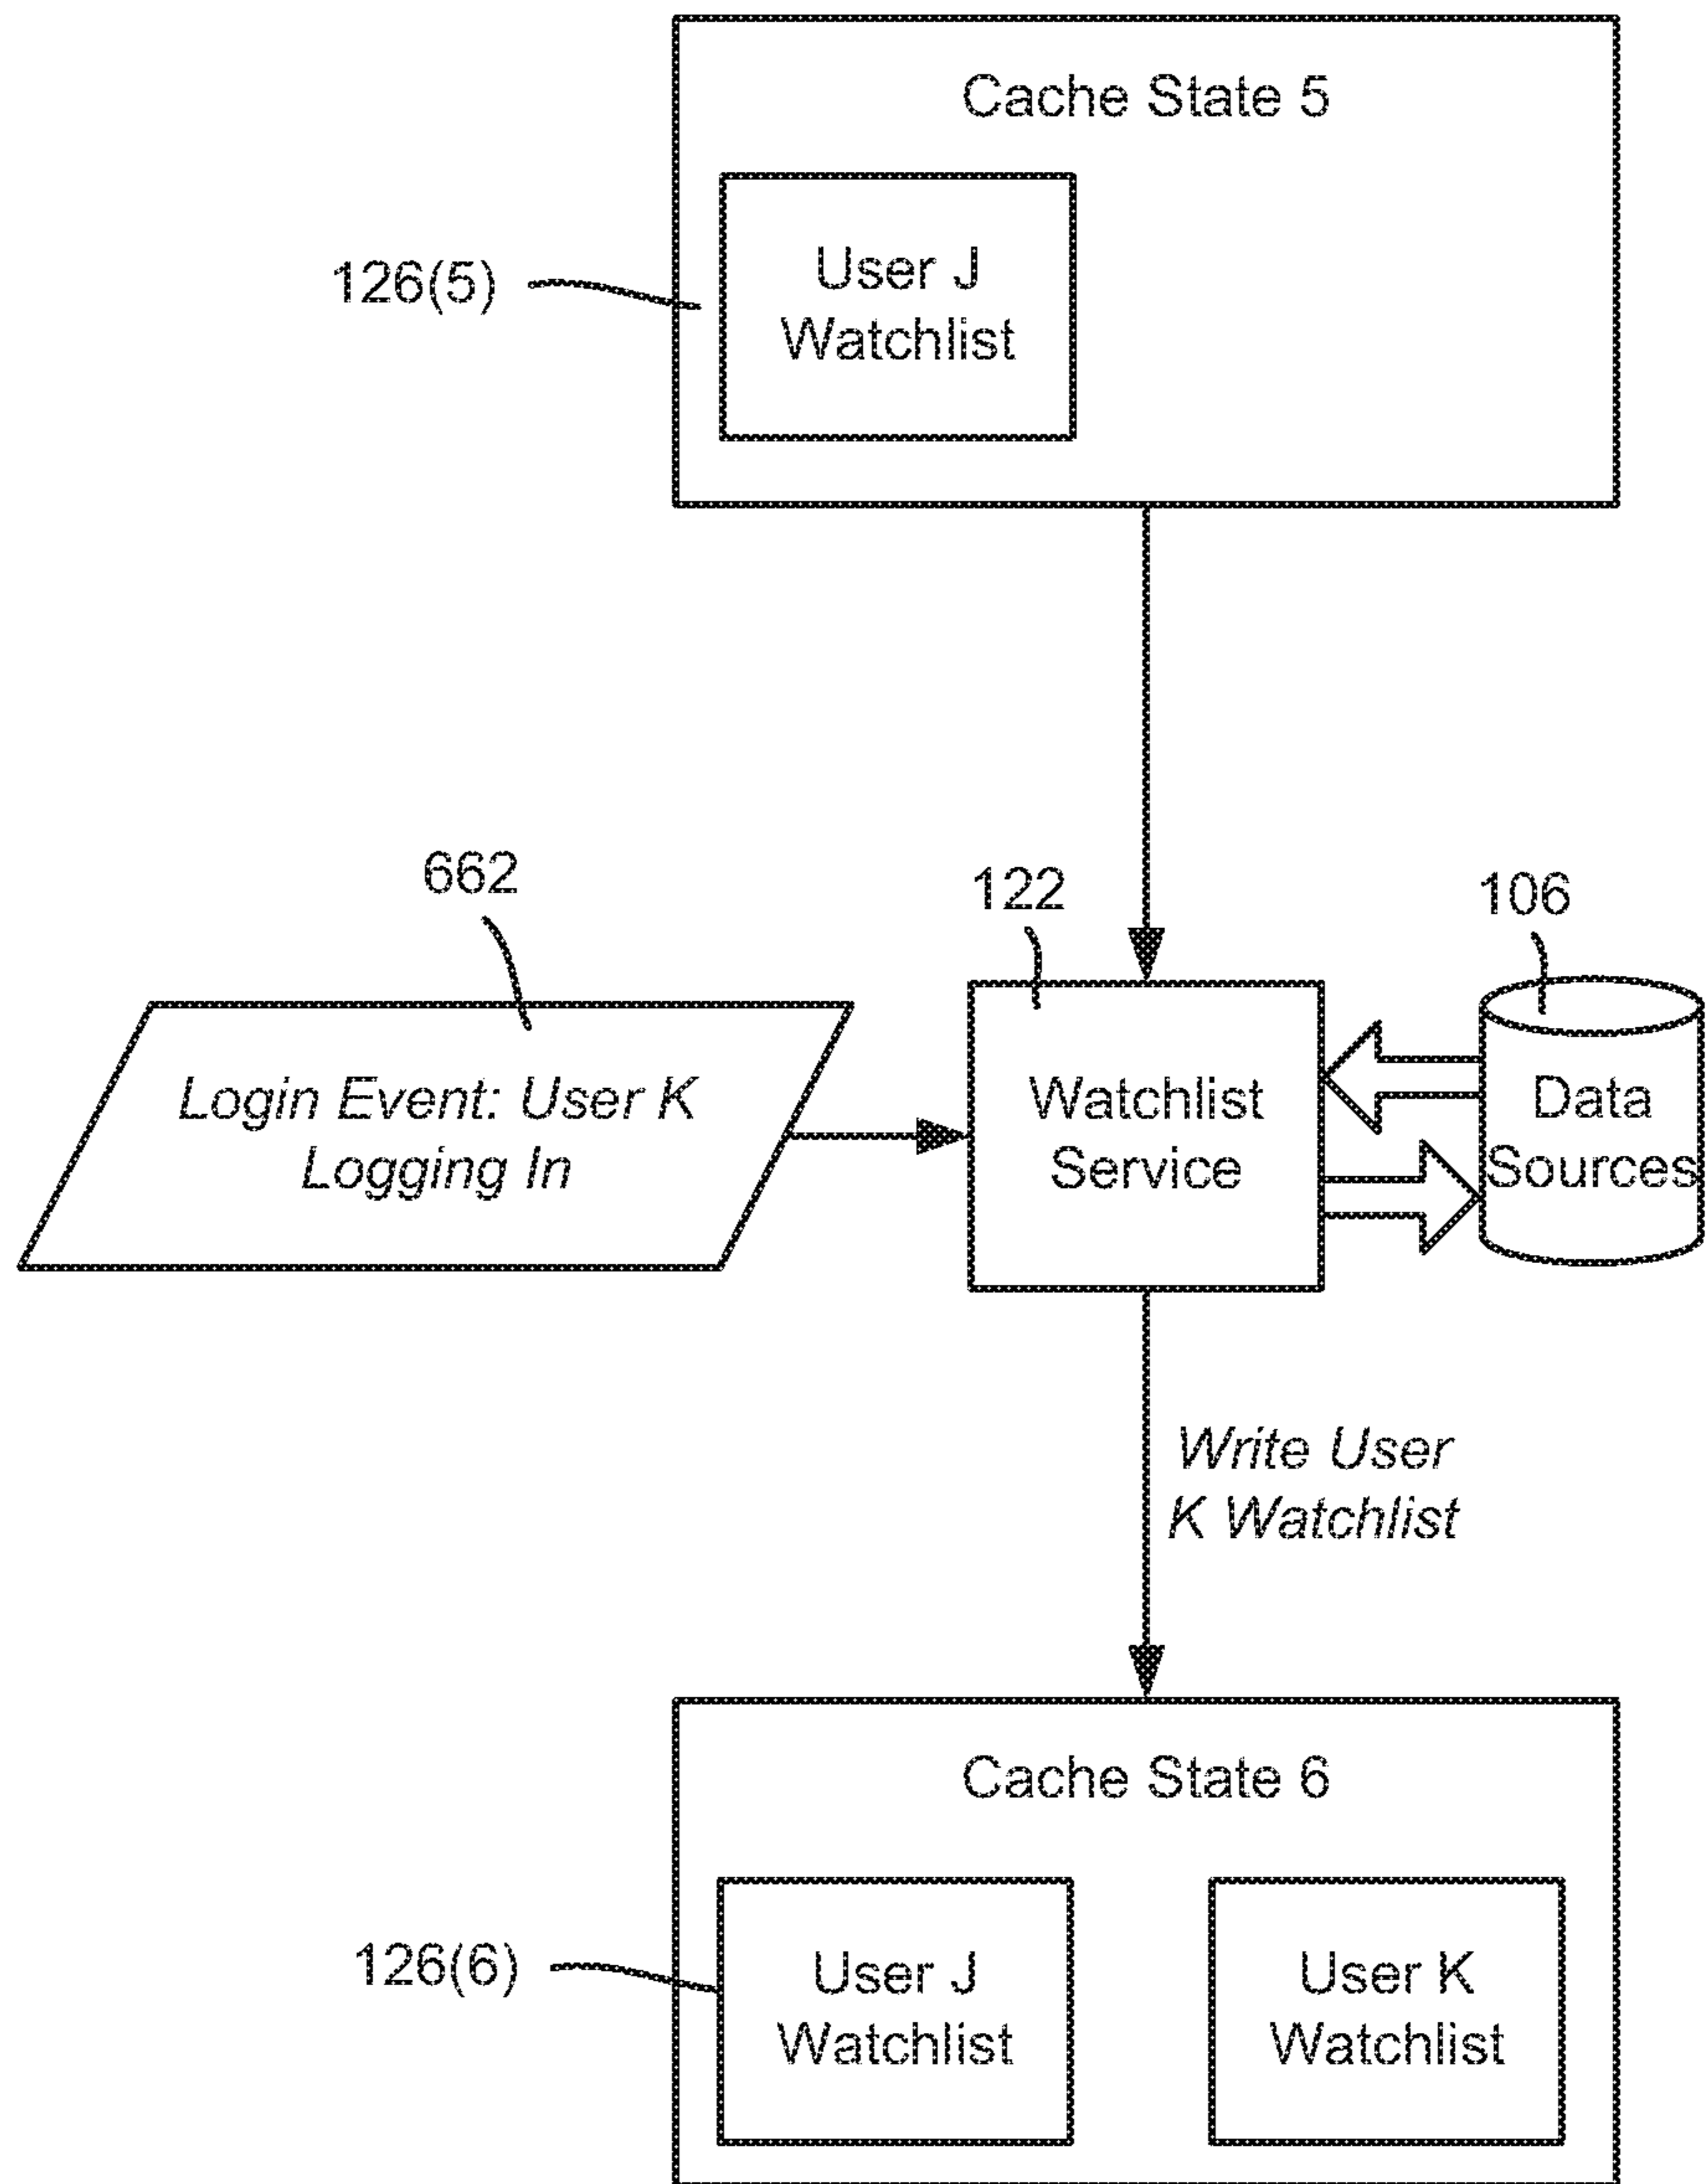 Cache State 5
126(5)
User J
Watchlist
662
122
106
Login Event: User K
Logging In
Watchlist
Service
Data
Sources
Write User
K Watchlist
Cache State 6
126(6)
User J
Watchlist
User K
Watchlist